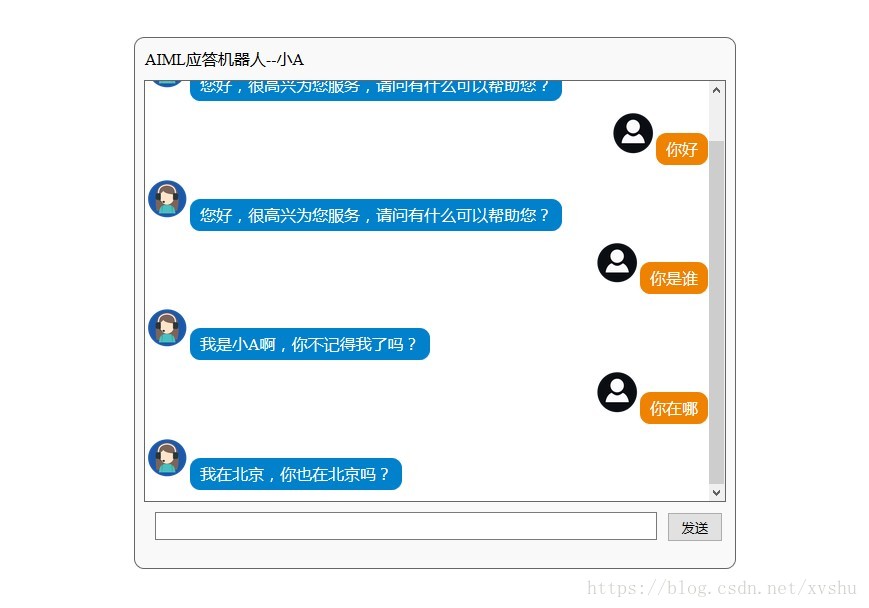 AIML应答机器人--小A
您好，很高兴为您服务，请问有什么可以帮助您？
你好
您好，很高兴为您服务，请问有什么可以帮助您？
你是谁
我是小A啊，你不记得我了吗？
你在哪
我在北京，你也在北京吗？
发送
https://blog.csdn.net/xvshu